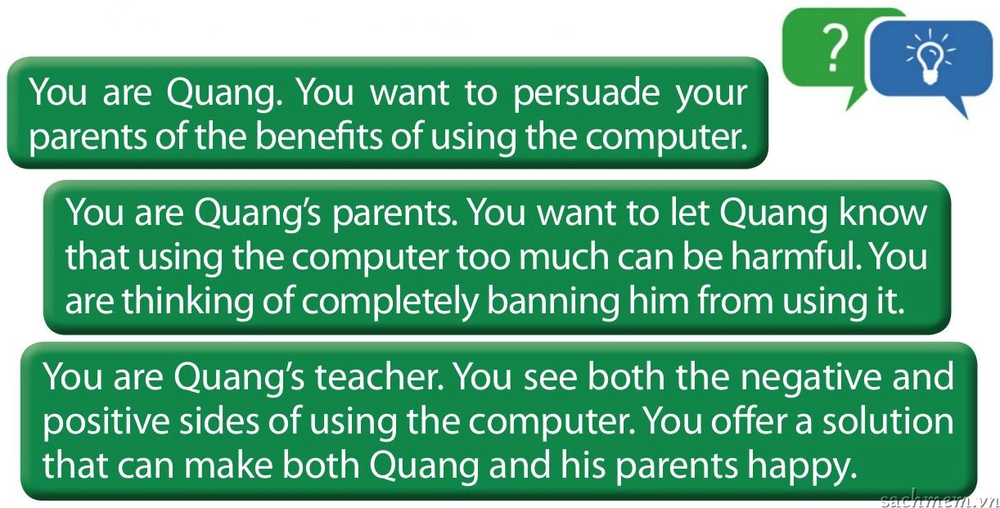 ?
You are Quang. You want to persuade your
parents of the benefits of using the computer.
You are Quang’s parents. You want to let Quang know
that using the computer too much can be harmful. You
are thinking of completely banning him from using it.
You are Quang’s teacher. You see both the negative and
positive sides of using the computer. You offer a solution
that can make both Quang and his parents happy.
sachmem.vn